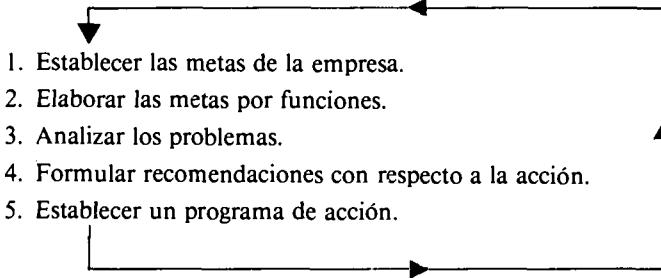 1. Establecer las metas de la empresa.
2. Elaborar las metas por funciones.
3. Analizar los problemas.
4. Formular recomendaciones con respecto a la acción.
5. Establecer un programa de acción.